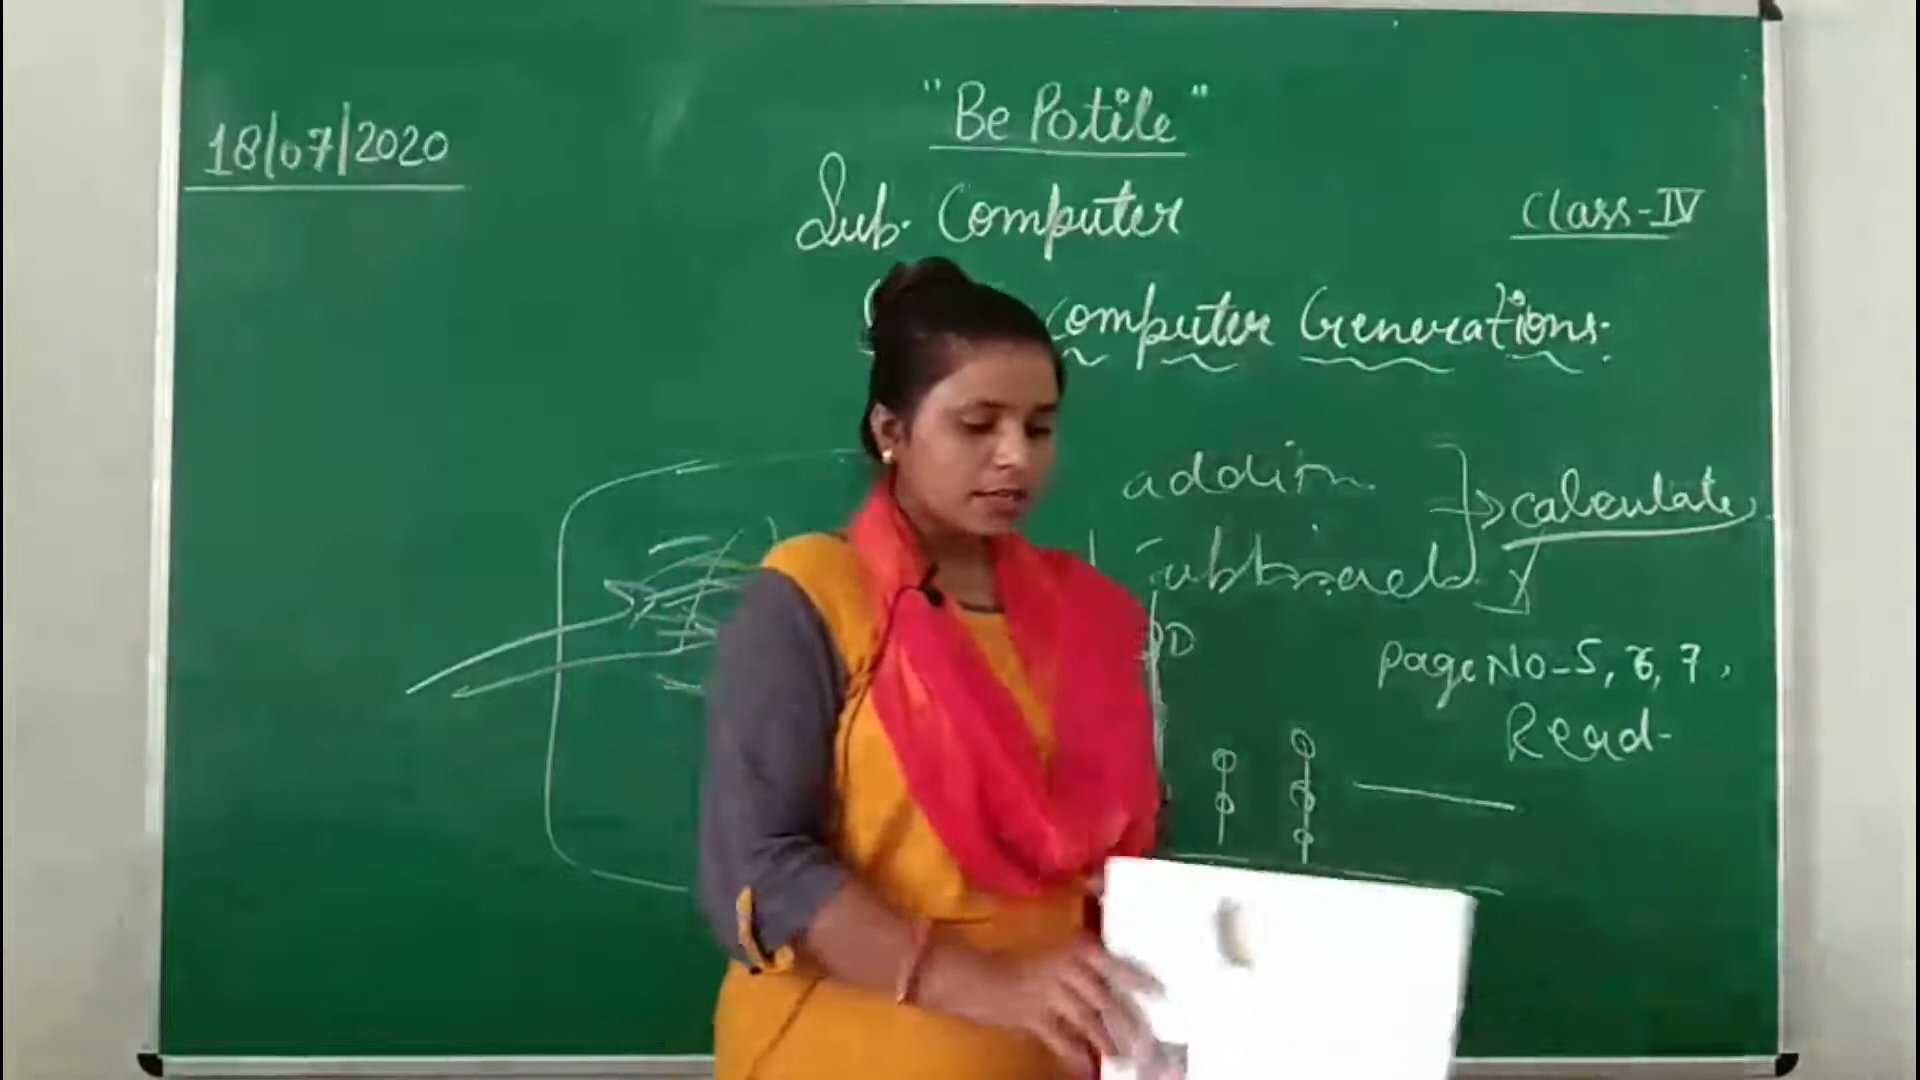 18/07/2020
"Be Potile"
Sub. Computer
Class-IV
Computer Generations.
addition
calculate
subtract
Page No-5, 6, 7,
Read-